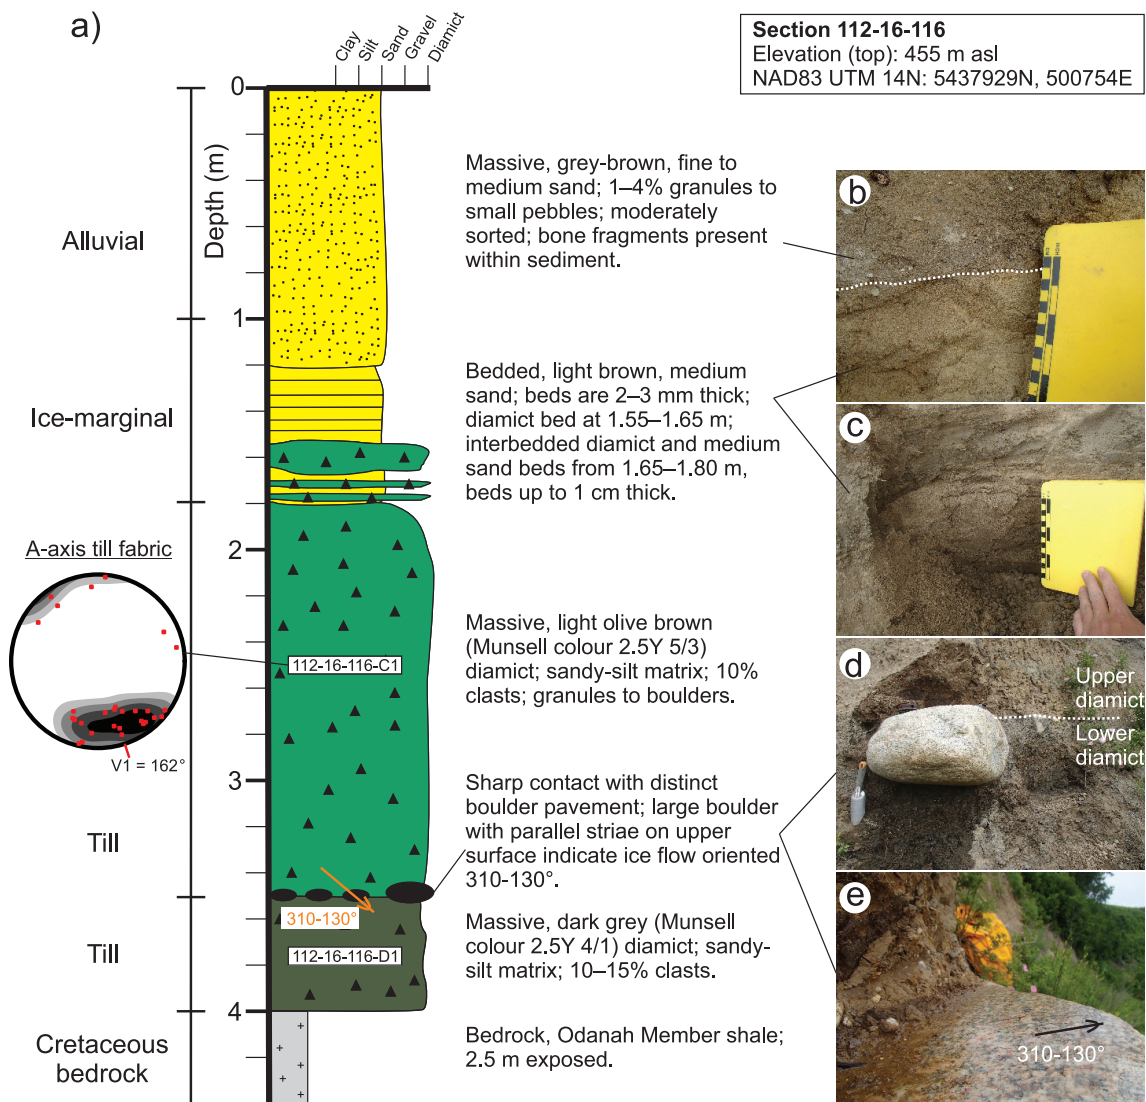 a)
Clay
Silt
Sand
Gravel
Diamict
Section 112-16-116
Elevation (top): 455 m asl
NAD83 UTM 14N: 5437929N, 500754E
Depth (m)
0
1
2
3
4
Alluvial
Ice-marginal
A-axis till fabric
V1 = 162°
Till
Till
Cretaceous
bedrock
112-16-116-C1
310-130°
112-16-116-D1
Massive, grey-brown, fine to
medium sand; 1–4% granules to
small pebbles; moderately
sorted; bone fragments present
within sediment.
Bedded, light brown, medium
sand; beds are 2–3 mm thick;
diamict bed at 1.55–1.65 m;
interbedded diamict and medium
sand beds from 1.65–1.80 m,
beds up to 1 cm thick.
Massive, light olive brown
(Munsell colour 2.5Y 5/3)
diamict; sandy-silt matrix; 10%
clasts; granules to boulders.
Sharp contact with distinct
boulder pavement; large boulder
with parallel striae on upper
surface indicate ice flow oriented
310-130°.
Massive, dark grey (Munsell
colour 2.5Y 4/1) diamict; sandy-
silt matrix; 10–15% clasts.
Bedrock, Odanah Member shale;
2.5 m exposed.
b
c
d
Upper
diamict
Lower
diamict
e
310-130°